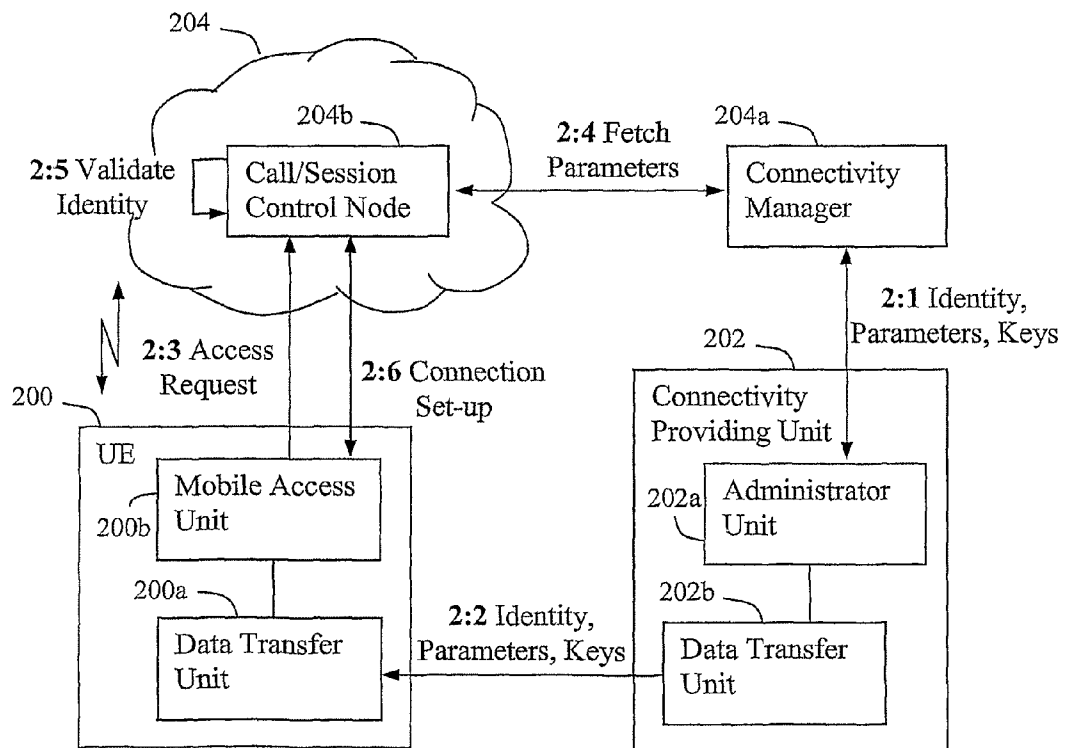 204
204b
Call/Session
Control Node
2:5 Validate
Identity
2:4 Fetch
Parameters
204a
Connectivity
Manager
2:1 Identity,
Parameters, Keys
2:3 Access
Request
2:6 Connection
Set-up
200
UE
Mobile Access
Unit
200b
200a
Data Transfer
Unit
2:2 Identity,
Parameters, Keys
202
Connectivity
Providing Unit
Administrator
Unit
202a
202b
Data Transfer
Unit